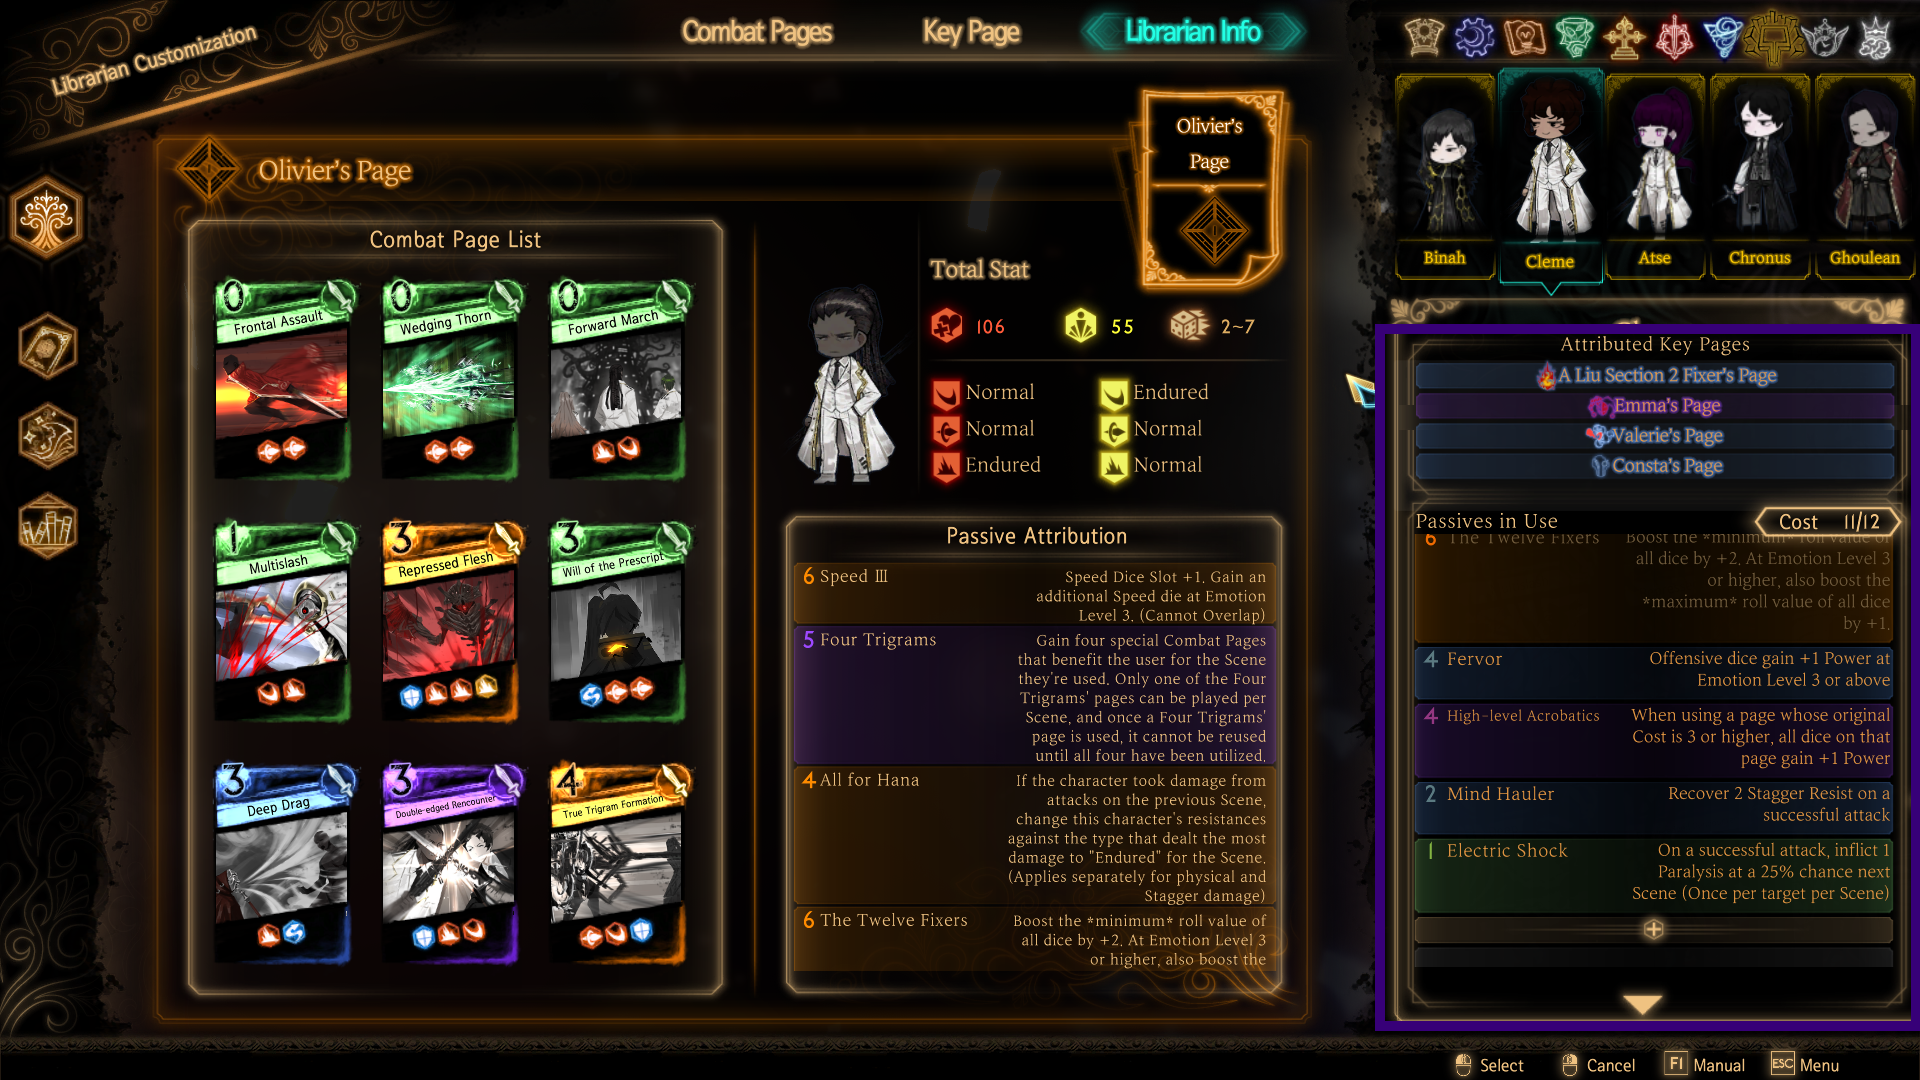 Librarian Customization
Combat Pages
Key Page
Librarian Info
Olivier's Page
Olivier's
Page
Combat Page List
0
Frontal Assault
0
Wedging Thorn
0
Forward March
1
Multislash
3
Repressed Flesh
3
Will of the Prescript
3
Deep Drag
3
Double-edged Rencounter
4
True Trigram Formation
Total Stat
106
55
2~7
Normal
Endured
Normal
Normal
Endured
Normal
Passive Attribution
6 Speed III
Speed Dice Slot +1. Gain an
additional Speed die at Emotion
Level 3. (Cannot Overlap)
5 Four Trigrams
Gain four special Combat Pages
that benefit the user for the Scene
they're used. Only one of the Four
Trigrams' pages can be played per
Scene, and once a Four Trigrams'
page is used, it cannot be reused
until all four have been utilized.
4 All for Hana
If the character took damage from
attacks on the previous Scene,
change this character's resistances
against the type that dealt the most
damage to "Endured" for the Scene.
(Applies separately for physical and
Stagger damage)
6 The Twelve Fixers
Boost the *minimum* roll value of
all dice by +2. At Emotion Level 3
or higher, also boost the
Binah
Cleme
Atse
Chronus
Ghoulean
Attributed Key Pages
A Liu Section 2 Fixer's Page
Emma's Page
Valerie's Page
Consta's Page
Passives in Use
Cost 11/12
6 The Twelve Fixers
Boost the *minimum* roll value of
all dice by +2. At Emotion Level 3
or higher, also boost the
*maximum* roll value of all dice
by +1.
4 Fervor
Offensive dice gain +1 Power at
Emotion Level 3 or above
4 High-level Acrobatics
When using a page whose original
Cost is 3 or higher, all dice on that
page gain +1 Power
2 Mind Hauler
Recover 2 Stagger Resist on a
successful attack
1 Electric Shock
On a successful attack, inflict 1
Paralysis at a 25% chance next
Scene (Once per target per Scene)
Select
Cancel
F1 Manual
ESC Menu